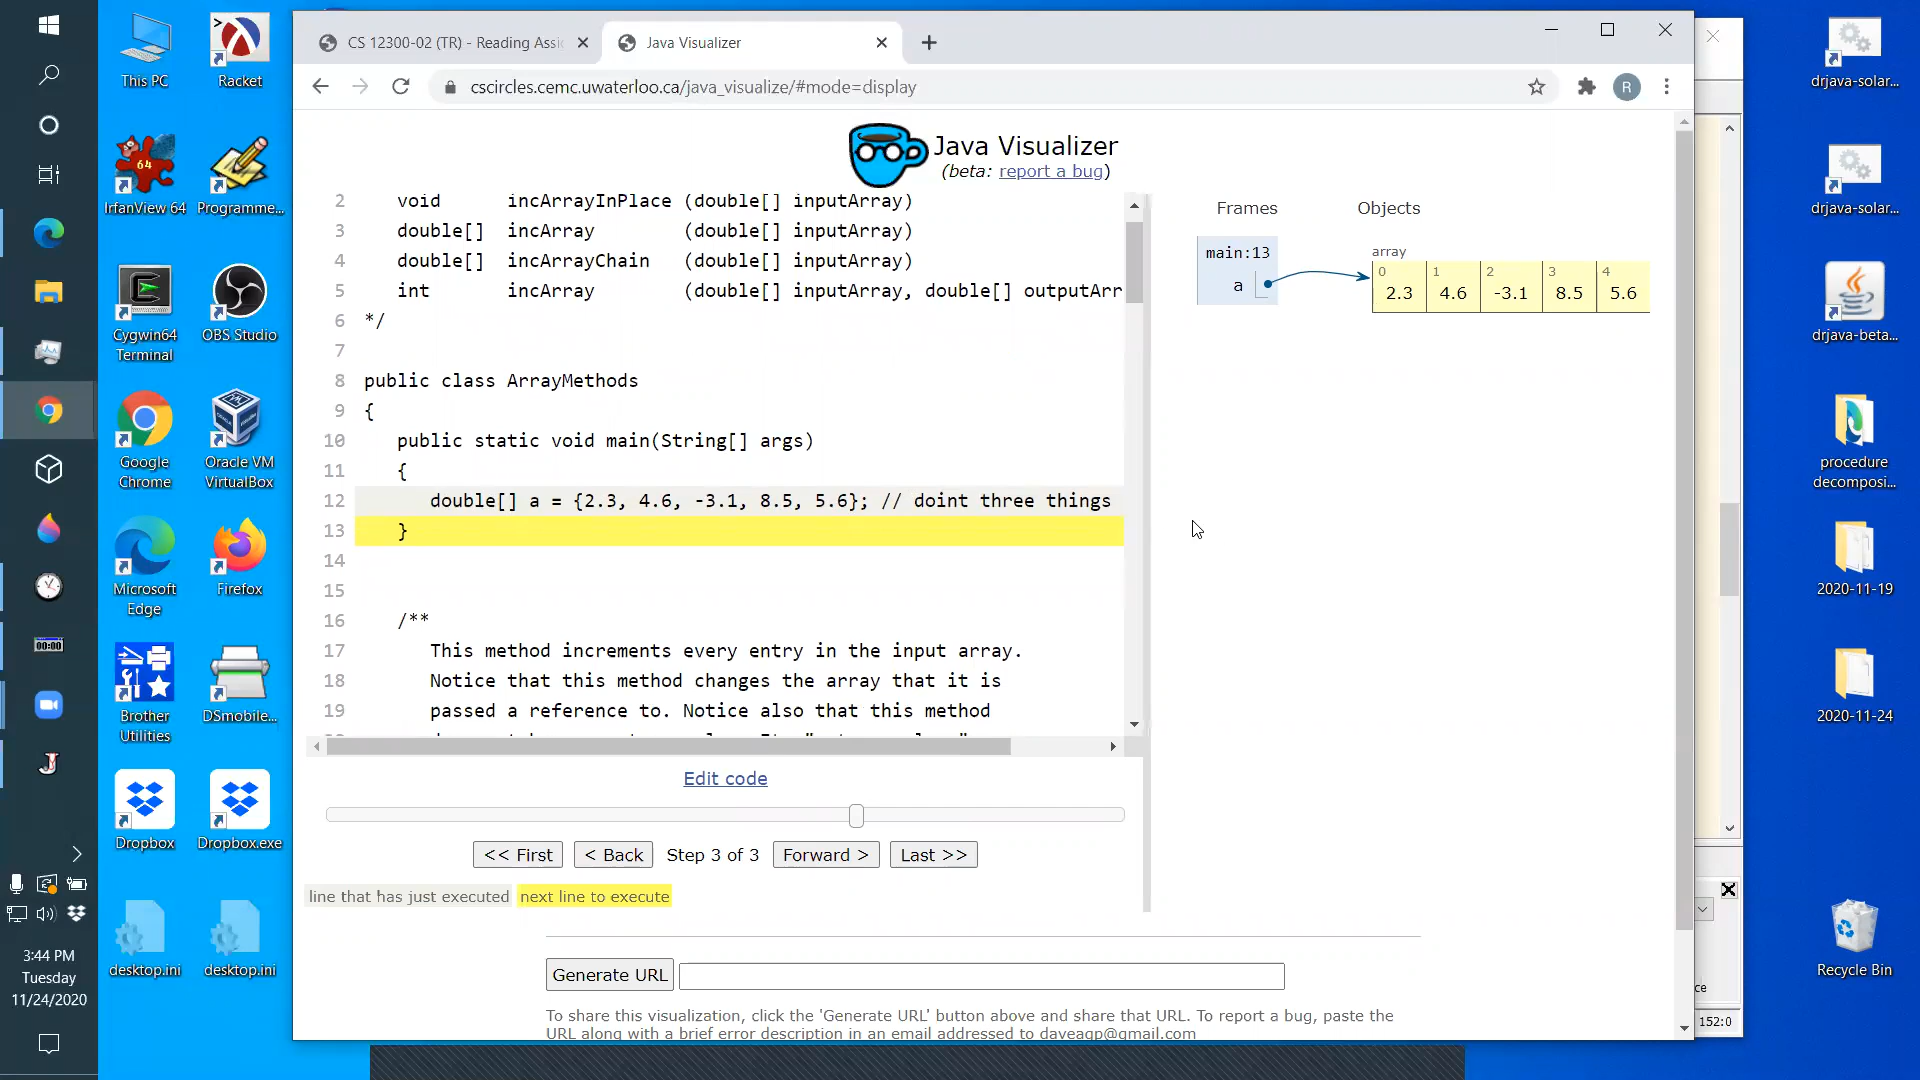 This PC
Racket
IrfanView 64
Programme...
Cygwin64
Terminal
OBS Studio
Google
Chrome
Oracle VM
VirtualBox
Microsoft
Edge
Firefox
Brother
Utilities
DSmobile...
Dropbox
Dropbox.exe
desktop.ini
desktop.ini
00:00
3:44 PM
Tuesday
11/24/2020
CS 12300-02 (TR) - Reading Assi
Java Visualizer
cscircles.cemc.uwaterloo.ca/java_visualize/#mode=display
R
Java Visualizer
(beta: report a bug)
2 void incArrayInPlace (double[] inputArray)
3 double[] incArray (double[] inputArray)
4 double[] incArrayChain (double[] inputArray)
5 int incArray (double[] inputArray, double[] outputArr
6 */
7
8 public class ArrayMethods
9 {
10 public static void main(String[] args)
11 {
12 double[] a = {2.3, 4.6, -3.1, 8.5, 5.6}; // doint three things
13 }
14
15
16 /**
17 This method increments every entry in the input array.
18 Notice that this method changes the array that it is
19 passed a reference to. Notice also that this method
Frames
Objects
main:13
a
array
0 1 2 3 4
2.3 4.6 -3.1 8.5 5.6
Edit code
<< First
< Back
Step 3 of 3
Forward >
Last >>
line that has just executed
next line to execute
Generate URL
To share this visualization, click the 'Generate URL' button above and share that URL. To report a bug, paste the
URL along with a brief error description in an email addressed to daveagp@gmail.com
ce
152:0
drjava-solar...
drjava-solar...
drjava-beta...
procedure
decomposi...
2020-11-19
2020-11-24
Recycle Bin